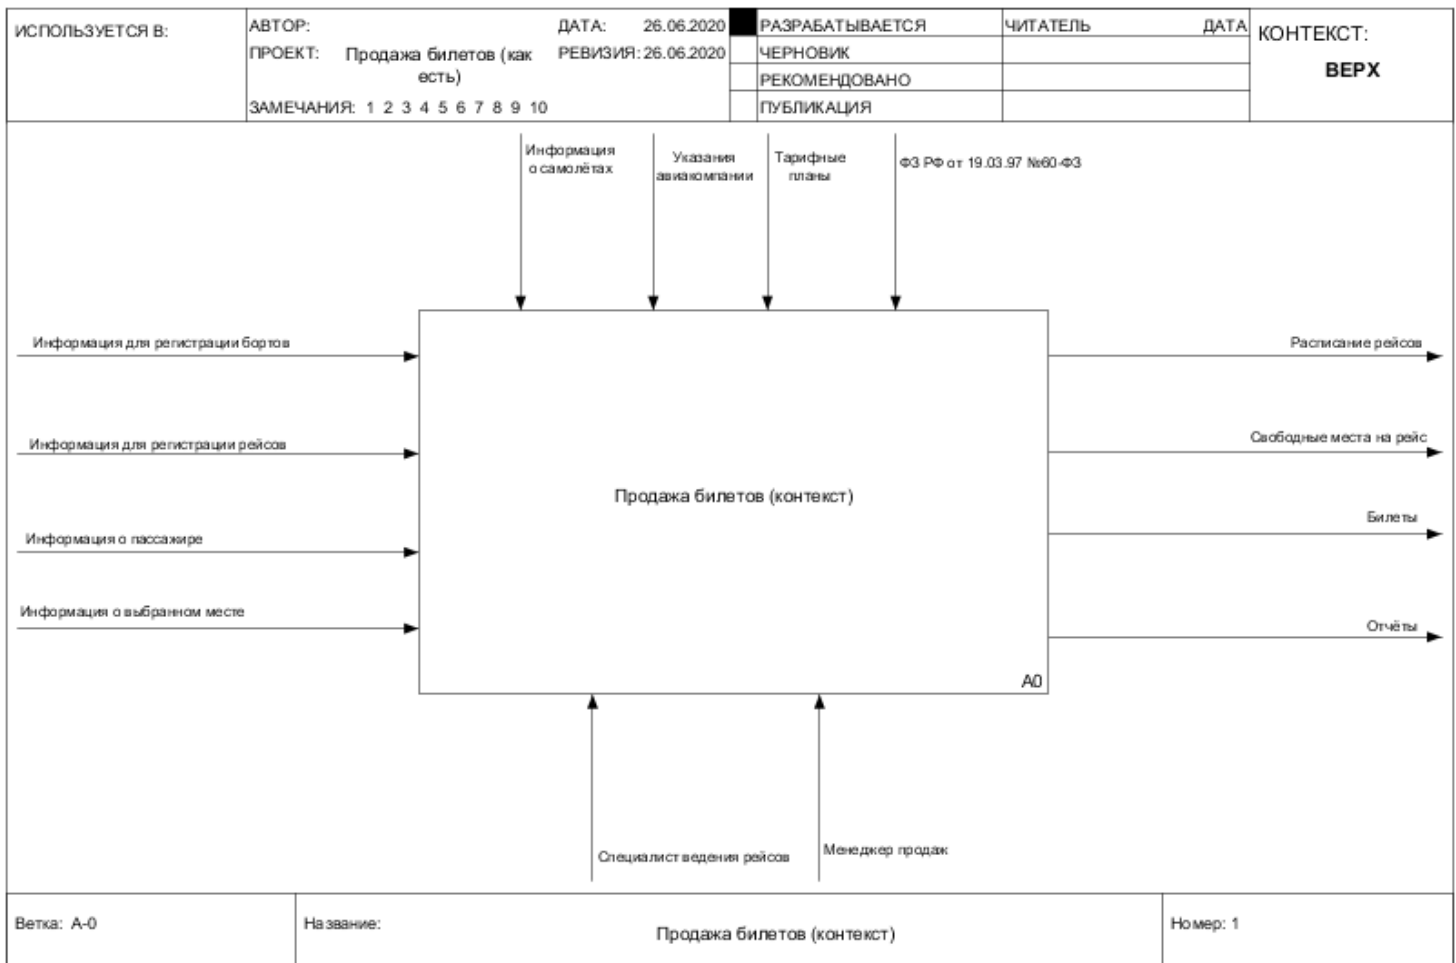 ИСПОЛЬЗУЕТСЯ В:
АВТОР:
ДАТА: 26.06.2020
ПРОЕКТ: Продажа билетов (как
есть)
РЕВИЗИЯ: 26.06.2020
ЗАМЕЧАНИЯ: 1 2 3 4 5 6 7 8 9 10
РАЗРАБАТЫВАЕТСЯ
ЧЕРНОВИК
РЕКОМЕНДОВАНО
ПУБЛИКАЦИЯ
ЧИТАТЕЛЬ
ДАТА
КОНТЕКСТ:
ВЕРХ
Информация
о самолётах
Указания
авиакомпании
Тарифные
планы
ФЗ РФ от 19.03.97 №60-ФЗ
Информация для регистрации бортов
Информация для регистрации рейсов
Информация о пассажире
Информация о выбранном месте
Продажа билетов (контекст)
A0
Расписание рейсов
Свободные места на рейс
Билеты
Отчёты
Специалист ведения рейсов
Менеджер продаж
Ветка: A-0
Название:
Продажа билетов (контекст)
Номер: 1